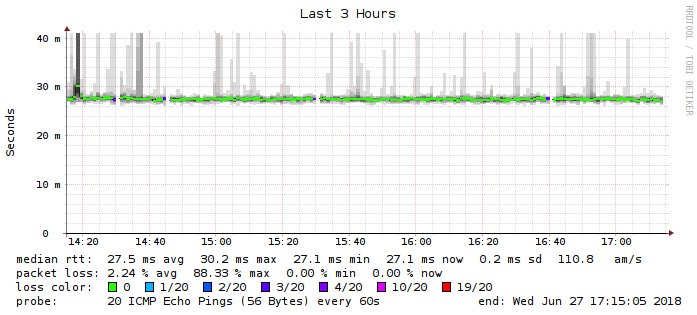 Last 3 Hours
RRDTOOL / TOBI OETIKER
Seconds
40 m
30 m
20 m
10 m
0
14:20 14:40 15:00 15:20 15:40 16:00 16:20 16:40 17:00
median rtt: 27.5 ms avg 30.2 ms max 27.1 ms min 27.1 ms now 0.2 ms sd 110.8 am/s
packet loss: 2.24 % avg 88.33 % max 0.00 % min 0.00 % now
loss color: 0 1/20 2/20 3/20 4/20 10/20 19/20
probe: 20 ICMP Echo Pings (56 Bytes) every 60s end: Wed Jun 27 17:15:05 2018